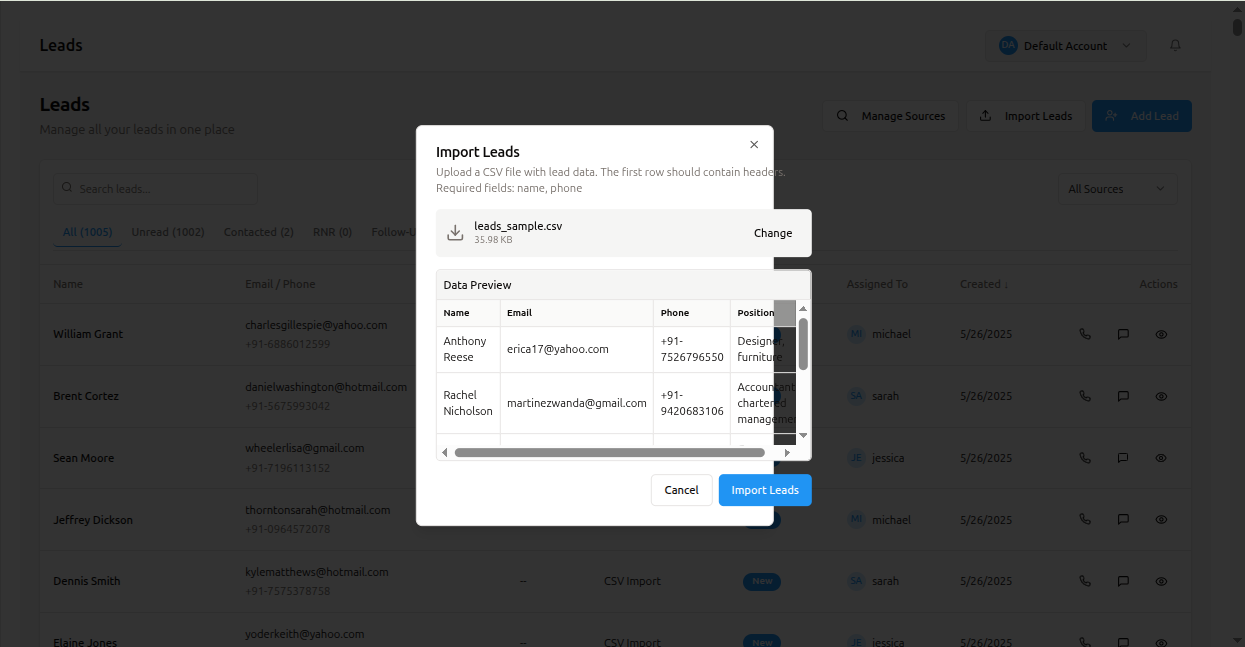 Leads
DA Default Account
Leads
Manage all your leads in one place
Manage Sources
Import Leads
Add Lead
Search leads...
All Sources
All (1005) Unread (1002) Contacted (2) RNR (0) Follow-U
Name Email / Phone Assigned To Created ↓ Actions
William Grant charlesgillespie@yahoo.com MI michael 5/26/2025
+91-6886012599
Brent Cortez danielwashington@hotmail.com SA sarah 5/26/2025
+91-5675993042
Sean Moore wheelerlisa@gmail.com JE jessica 5/26/2025
+91-7196113152
Jeffrey Dickson thorntonsarah@hotmail.com MI michael 5/26/2025
+91-0964572078
Dennis Smith kylematthews@hotmail.com -- CSV Import New SA sarah 5/26/2025
+91-7575378758
Elaine Jones yoderkeith@yahoo.com -- CSV Import New JE jessica 5/26/2025
Import Leads
Upload a CSV file with lead data. The first row should contain headers.
Required fields: name, phone
leads_sample.csv
35.98 KB
Change
Data Preview
Name Email Phone Position
Anthony Reese erica17@yahoo.com +91-7526796550 Designer, furniture
Rachel Nicholson martinezwanda@gmail.com +91-9420683106 Accountant, chartered manageme
Cancel
Import Leads